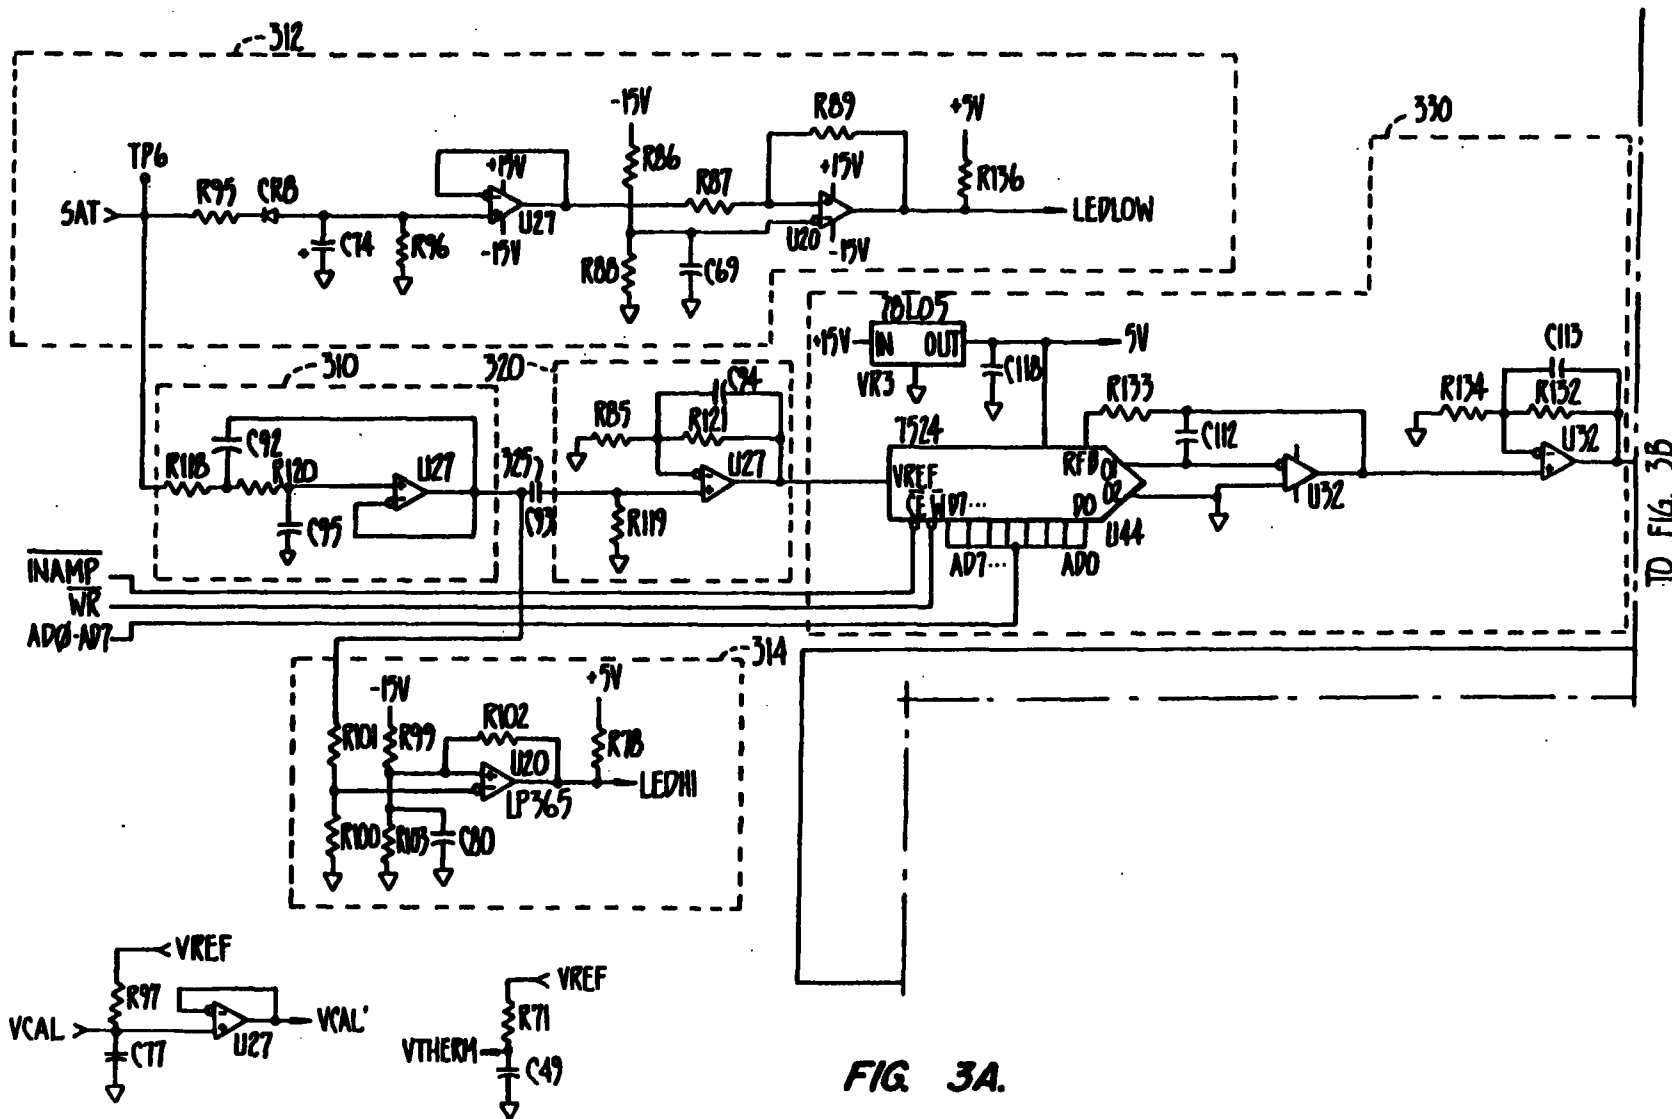 312
-15V
R89
+5V
330
TP6
+15V
R86
+15V
R136
R95
CR8
R87
SAT
LEDLOW
U27
U20
+
C74
R96
-15V
R88
C69
-15V
78L05
+15V
IN
OUT
5V
C113
310
320
C94
VR3
C118
R133
R134
R132
R85
R121
7524
C112
U32
C92
325
U27
R118
R120
U27
VREF
RFB
O1
O2
CE
W
D7...
D0
U32
C95
C93
R119
U44
TO FIG. 3B
AD7...
AD0
INAMP
WR
ADØ-AD7
314
-15V
+5V
R102
R101
R99
U20
R78
LEDHI
LP365
R100
R103
C80
VREF
VREF
R97
R71
VCAL
VCAL'
U27
C77
VTHERM
C49
FIG. 3A.